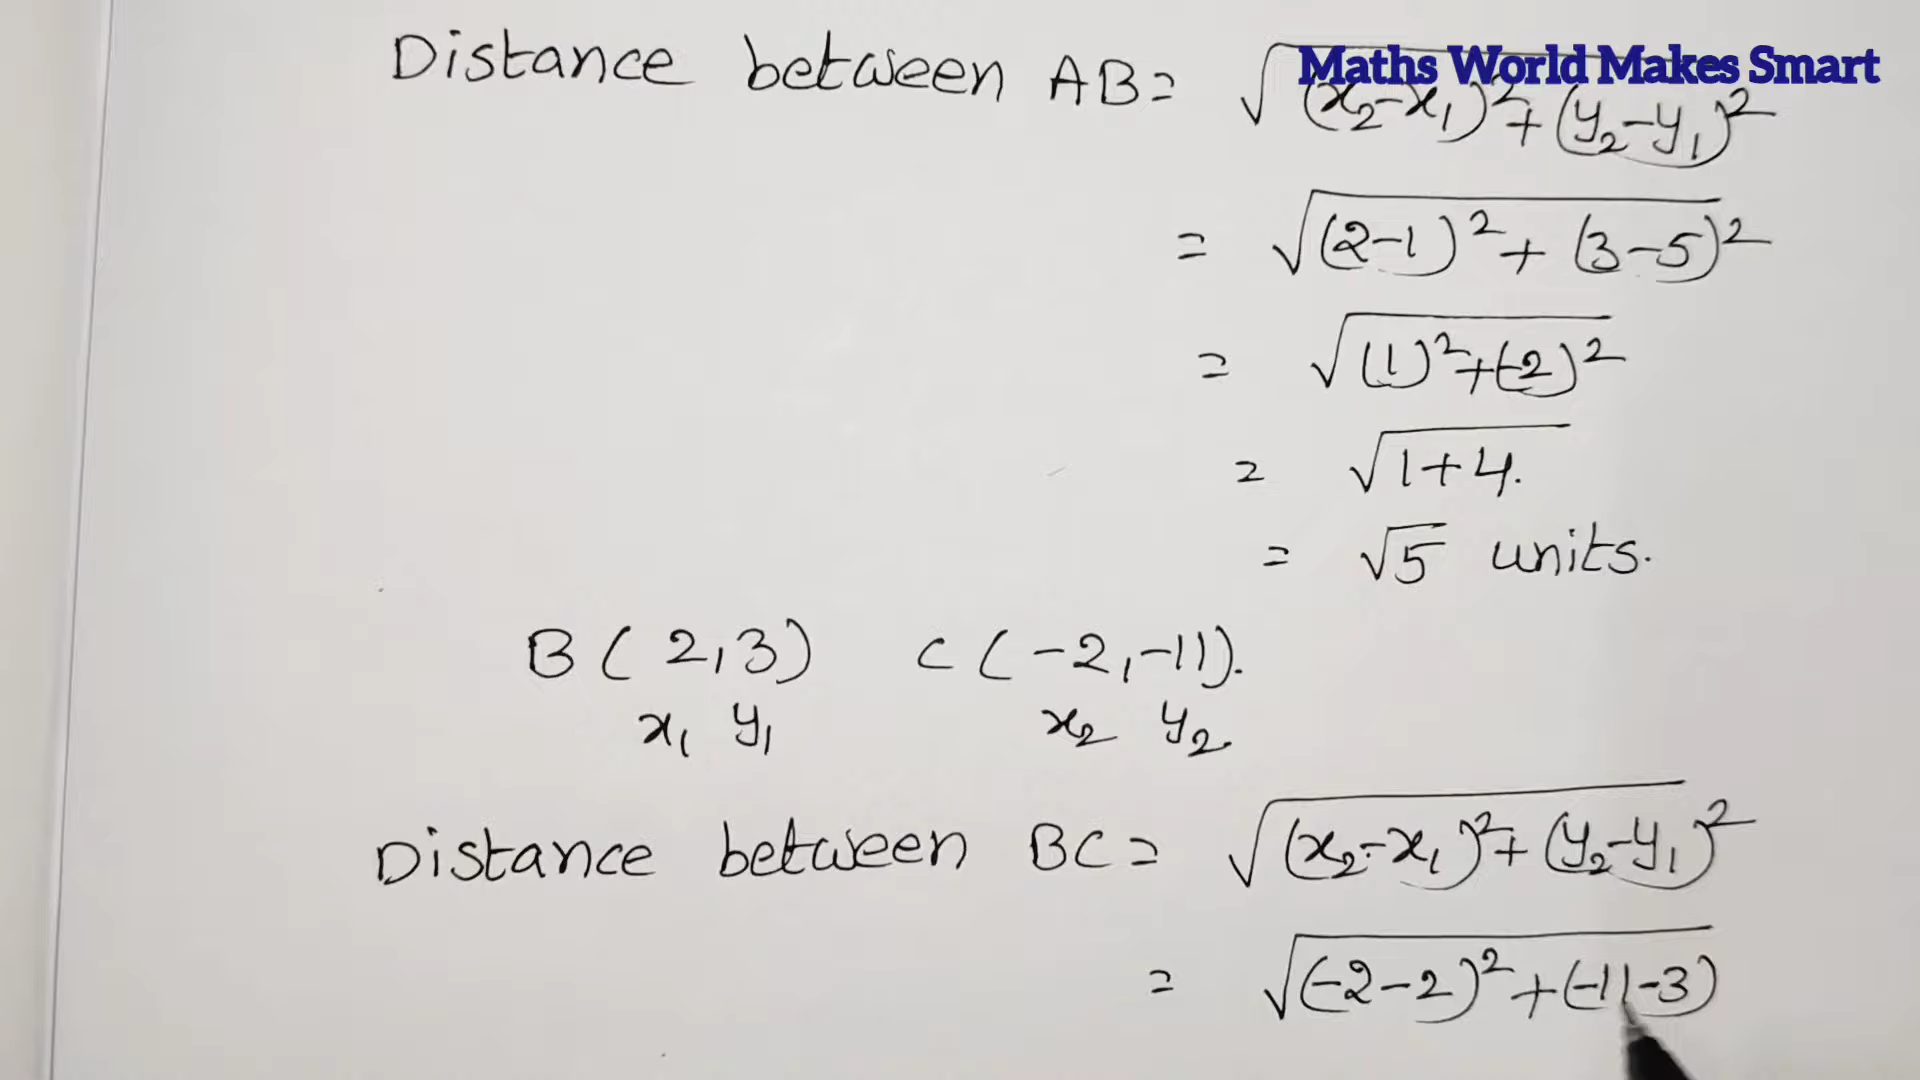 Maths World Makes Smart
Distance between AB = √(x₂-x₁)²+(y₂-y₁)²
= √(2-1)² + (3-5)²
= √(1)²+(-2)²
= √1+4.
= √5 units.
B ( 2,3) C ( -2,-11).
x₁ y₁ x₂ y₂.
Distance between BC = √(x₂-x₁)²+(y₂-y₁)²
= √(-2-2)²+(-11-3)